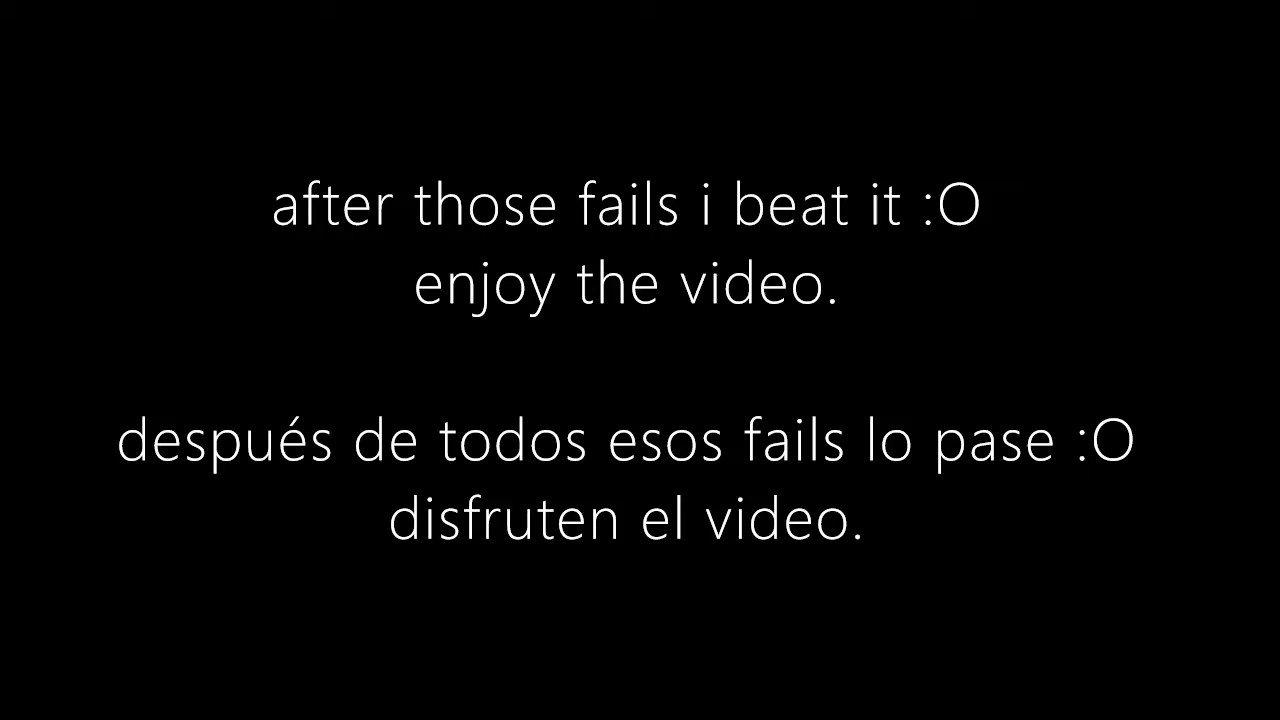 after those fails i beat it :O
enjoy the video.
después de todos esos fails lo pase :O
disfruten el video.